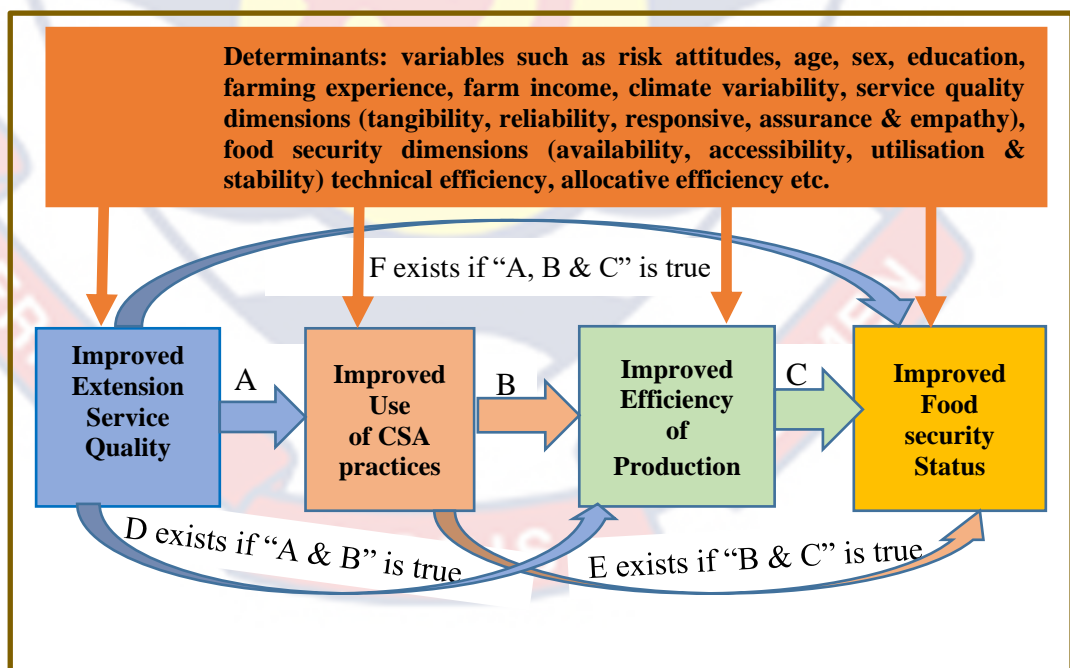 Determinants: variables such as risk attitudes, age, sex, education,
farming experience, farm income, climate variability, service quality
dimensions (tangibility, reliability, responsive, assurance & empathy),
food security dimensions (availability, accessibility, utilisation &
stability) technical efficiency, allocative efficiency etc.
F exists if “A, B & C” is true
Improved
Extension
Service
Quality
A
Improved
Use
of CSA
practices
B
Improved
Efficiency
of
Production
C
Improved
Food
security
Status
D exists if “A & B” is true
E exists if “B & C” is true